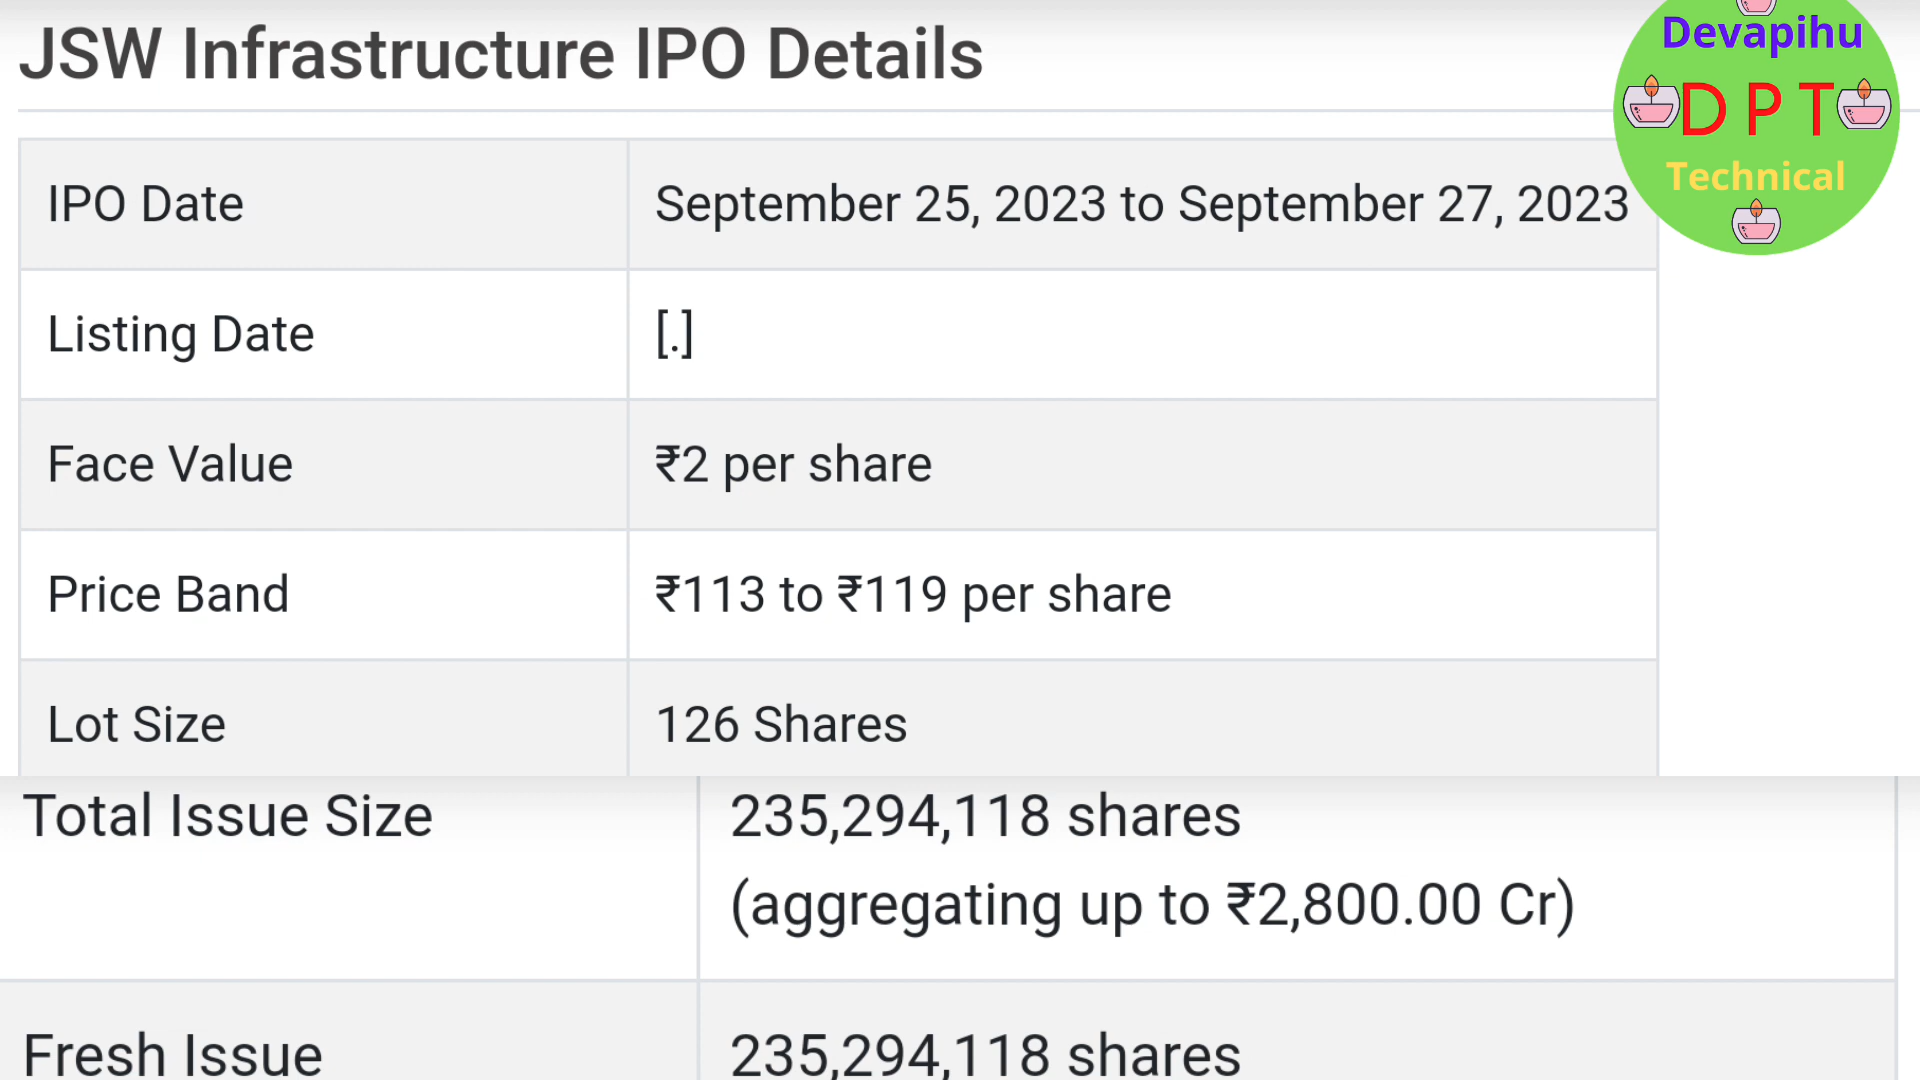 JSW Infrastructure IPO Details
Devapihu
D P T
Technical
IPO Date September 25, 2023 to September 27, 2023
Listing Date [.]
Face Value ₹2 per share
Price Band ₹113 to ₹119 per share
Lot Size 126 Shares
Total Issue Size 235,294,118 shares
(aggregating up to ₹2,800.00 Cr)
Fresh Issue 235,294,118 shares